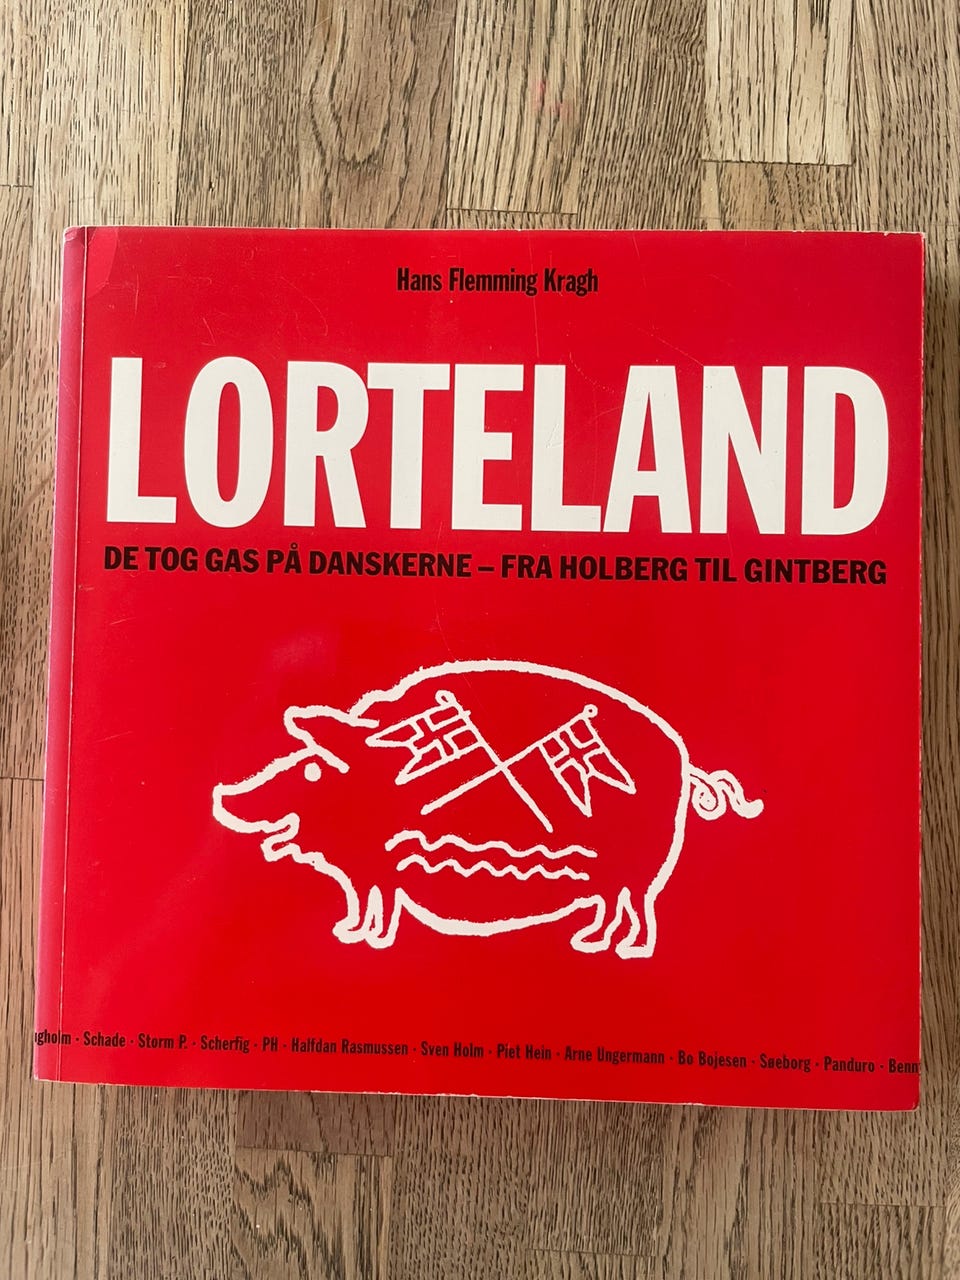 Hans Flemming Kragh
LORTELAND
DE TOG GAS PÅ DANSKERNE – FRA HOLBERG TIL GINTBERG
· Schade · Storm P. · Scherfig · PH · Halfdan Rasmussen · Sven Holm · Piet Hein · Arne Ungermann · Bo Bojesen · Søeborg · Panduro ·